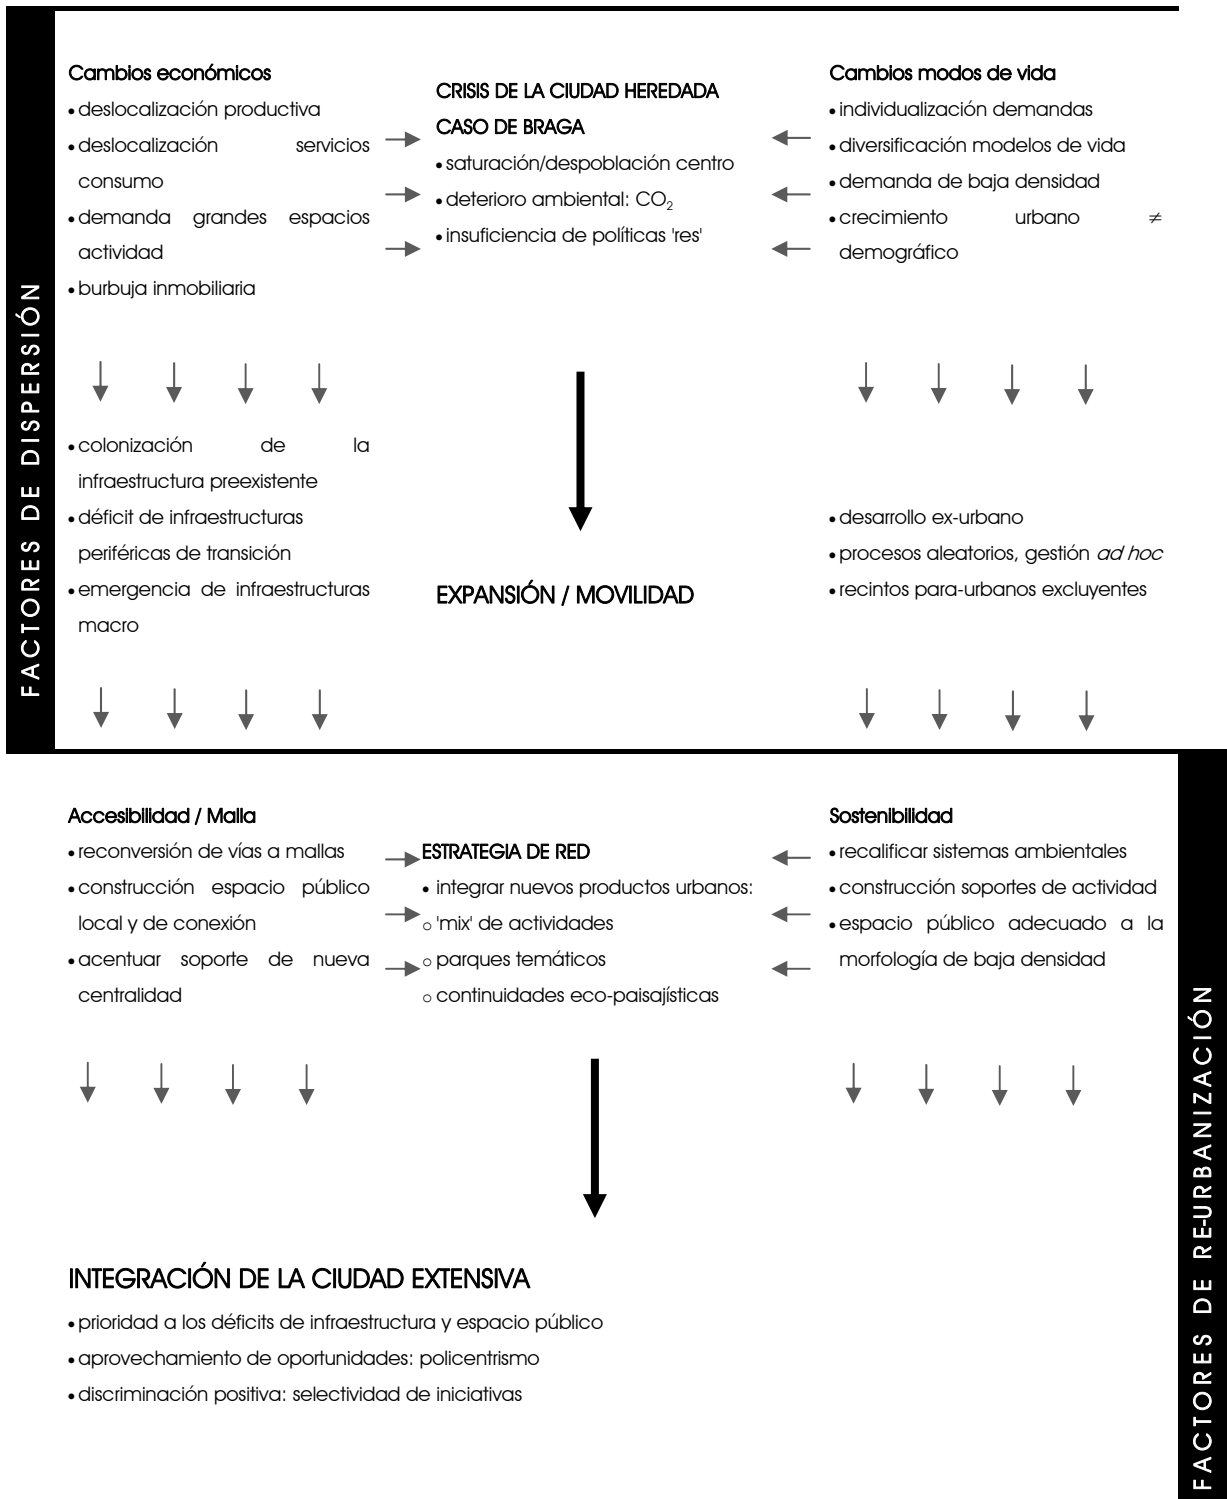 FACTORES DE DISPERSIÓN
Cambios económicos
• deslocalización productiva
• deslocalización servicios
consumo
• demanda grandes espacios
actividad
• burbuja inmobiliaria
CRISIS DE LA CIUDAD HEREDADA
CASO DE BRAGA
• saturación/despoblación centro
• deterioro ambiental: CO₂
• insuficiencia de políticas 'res'
Cambios modos de vida
• individualización demandas
• diversificación modelos de vida
• demanda de baja densidad
• crecimiento urbano ≠
demográfico
• colonización de la
infraestructura preexistente
• déficit de infraestructuras
periféricas de transición
• emergencia de infraestructuras
macro
EXPANSIÓN / MOVILIDAD
• desarrollo ex-urbano
• procesos aleatorios, gestión ad hoc
• recintos para-urbanos excluyentes
Accesibilidad / Malla
• reconversión de vías a mallas
• construcción espacio público
local y de conexión
• acentuar soporte de nueva
centralidad
ESTRATEGIA DE RED
• integrar nuevos productos urbanos:
o 'mix' de actividades
o parques temáticos
o continuidades eco-paisajísticas
Sostenibilidad
• recalificar sistemas ambientales
• construcción soportes de actividad
• espacio público adecuado a la
morfología de baja densidad
INTEGRACIÓN DE LA CIUDAD EXTENSIVA
• prioridad a los déficits de infraestructura y espacio público
• aprovechamiento de oportunidades: policentrismo
• discriminación positiva: selectividad de iniciativas
FACTORES DE RE-URBANIZACIÓN